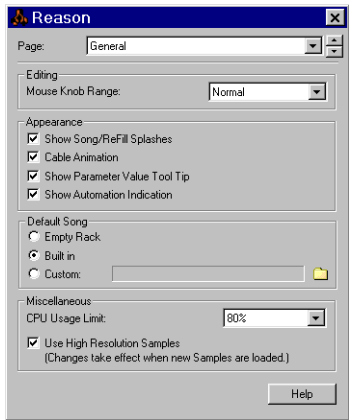 Reason
Page: General
Editing
Mouse Knob Range: Normal
Appearance
Show Song/ReFill Splashes
Cable Animation
Show Parameter Value Tool Tip
Show Automation Indication
Default Song
Empty Rack
Built in
Custom:
Miscellaneous
CPU Usage Limit: 80%
Use High Resolution Samples
(Changes take effect when new Samples are loaded.)
Help